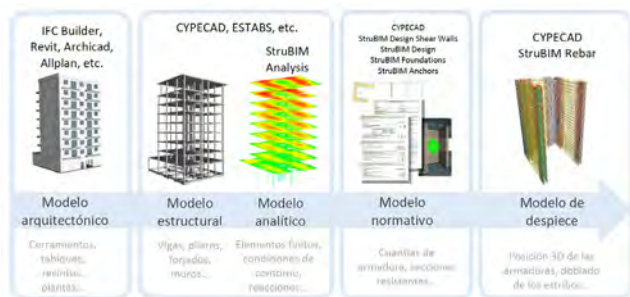 IFC Builder,
Revit, Archicad,
Allplan, etc.
Modelo
arquitectónico
Cerramientos,
tabiques,
plantas...
CYPECAD, ESTABS, etc.
StruBIM
Analysis
Modelo
estructural
Vigas, pilares,
forjados,
muros...
Modelo
analítico
Elementos finitos,
condiciones de
contorno,
reacciones...
CYPECAD
StruBIM Design Shear Walls
StruBIM Design
StruBIM Foundations
StruBIM Anchors
Modelo
normativo
Cuantías de
armadura, secciones
resistentes...
CYPECAD
StruBIM Rebar
Modelo de
despiece
Posición 3D de las
armaduras, doblado
de los estribos...